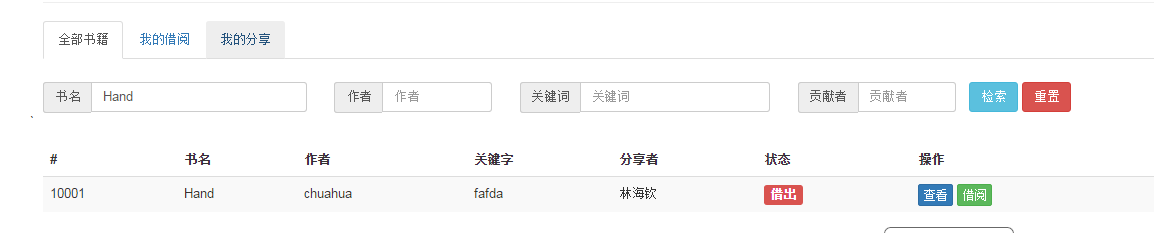 全部书籍 我的借阅 我的分享
书名 Hand 作者 作者 关键词 关键词 贡献者 贡献者 检索 重置
# 书名 作者 关键字 分享者 状态 操作
10001 Hand chuahua fafda 林海钦 借出 查看 借阅